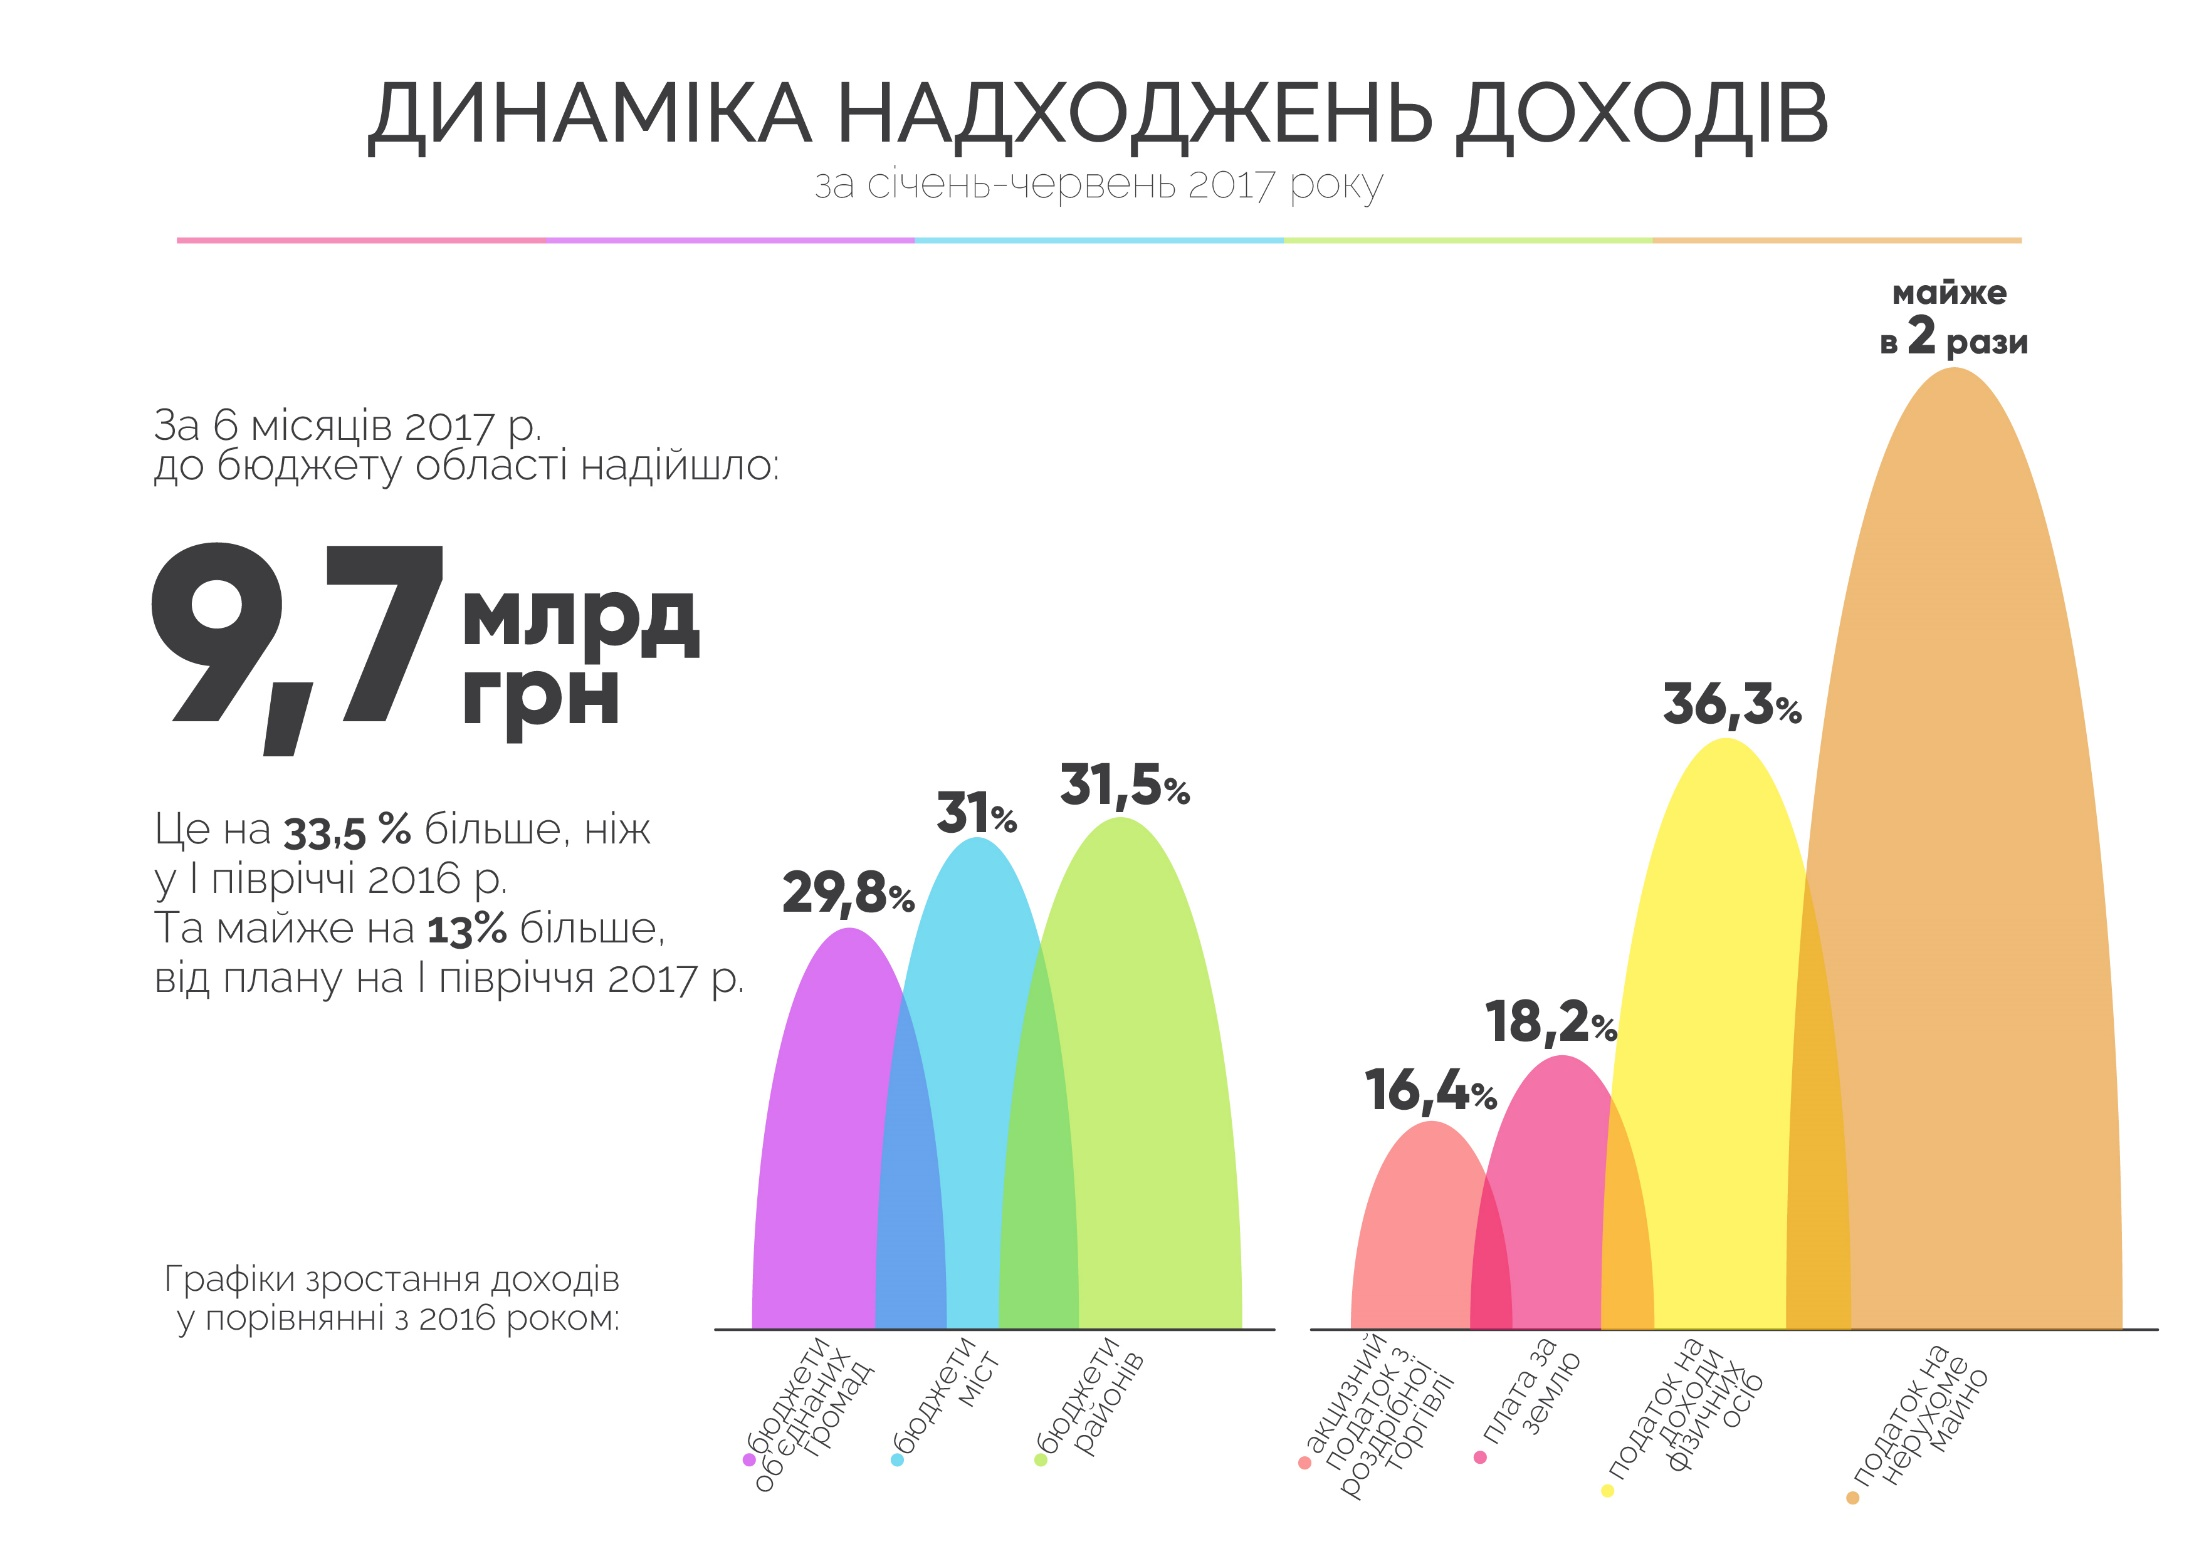 ДИНАМІКА НАДХОДЖЕНЬ ДОХОДІВ
за січень-червень 2017 року
За 6 місяців 2017 р.
до бюджету області надійшло:
9,7 млрд
грн
Це на 33,5 % більше, ніж
у І півріччі 2016 р.
Та майже на 13% більше,
від плану на І півріччя 2017 р.
Графіки зростання доходів
у порівнянні з 2016 роком:
29,8%
31%
31,5%
бюджети
об'єднаних
громад
бюджети
міст
бюджети
районів
16,4%
18,2%
36,3%
майже
в 2 рази
акцизний
податок з
роздрібної
торгівлі
плата за
землю
податок на
доходи
фізичних
осіб
податок на
нерухоме
майно